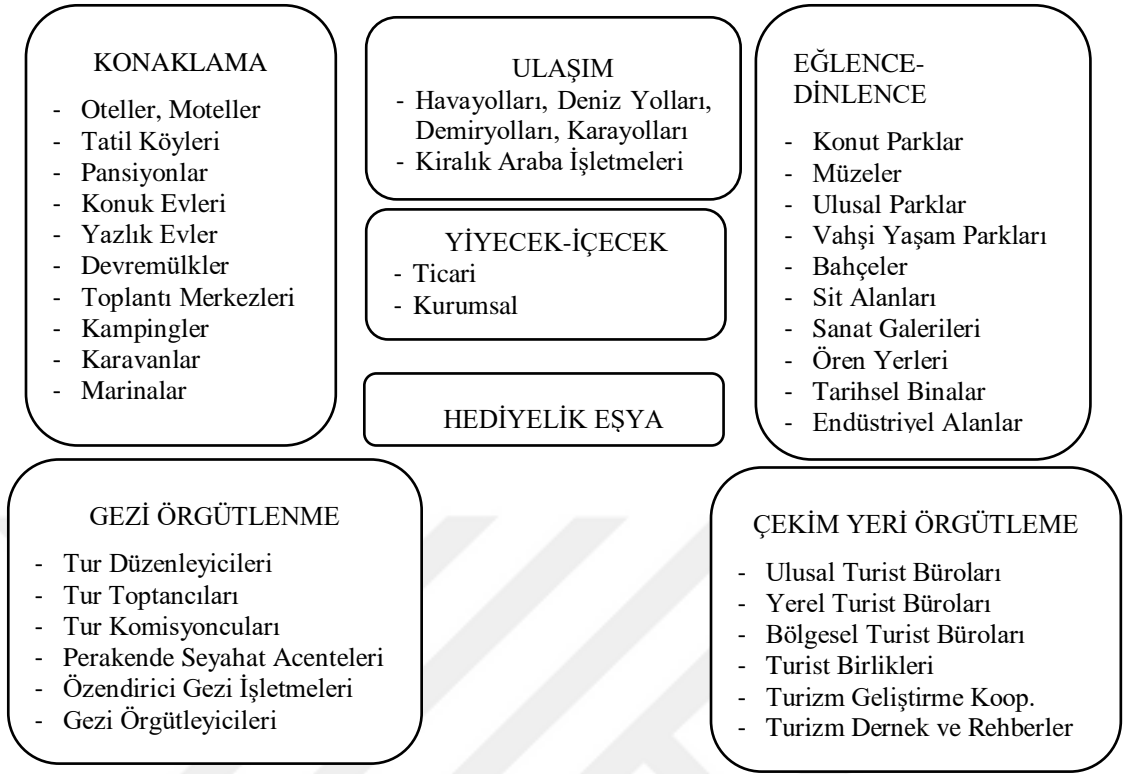 KONAKLAMA
- Oteller, Moteller
- Tatil Köyleri
- Pansiyonlar
- Konuk Evleri
- Yazlık Evler
- Devremülkler
- Toplantı Merkezleri
- Kampingler
- Karavanlar
- Marinalar
ULAŞIM
- Havayolları, Deniz Yolları,
Demiryolları, Karayolları
- Kiralık Araba İşletmeleri
YİYECEK-İÇECEK
- Ticari
- Kurumsal
HEDİYELİK EŞYA
EĞLENCE-
DİNLENCE
- Konut Parklar
- Müzeler
- Ulusal Parklar
- Vahşi Yaşam Parkları
- Bahçeler
- Sit Alanları
- Sanat Galerileri
- Ören Yerleri
- Tarihsel Binalar
- Endüstriyel Alanlar
GEZİ ÖRGÜTLENME
- Tur Düzenleyicileri
- Tur Toptancıları
- Tur Komisyoncuları
- Perakende Seyahat Acenteleri
- Özendirici Gezi İşletmeleri
- Gezi Örgütleyicileri
ÇEKİM YERİ ÖRGÜTLEME
- Ulusal Turist Büroları
- Yerel Turist Büroları
- Bölgesel Turist Büroları
- Turist Birlikleri
- Turizm Geliştirme Koop.
- Turizm Dernek ve Rehberler